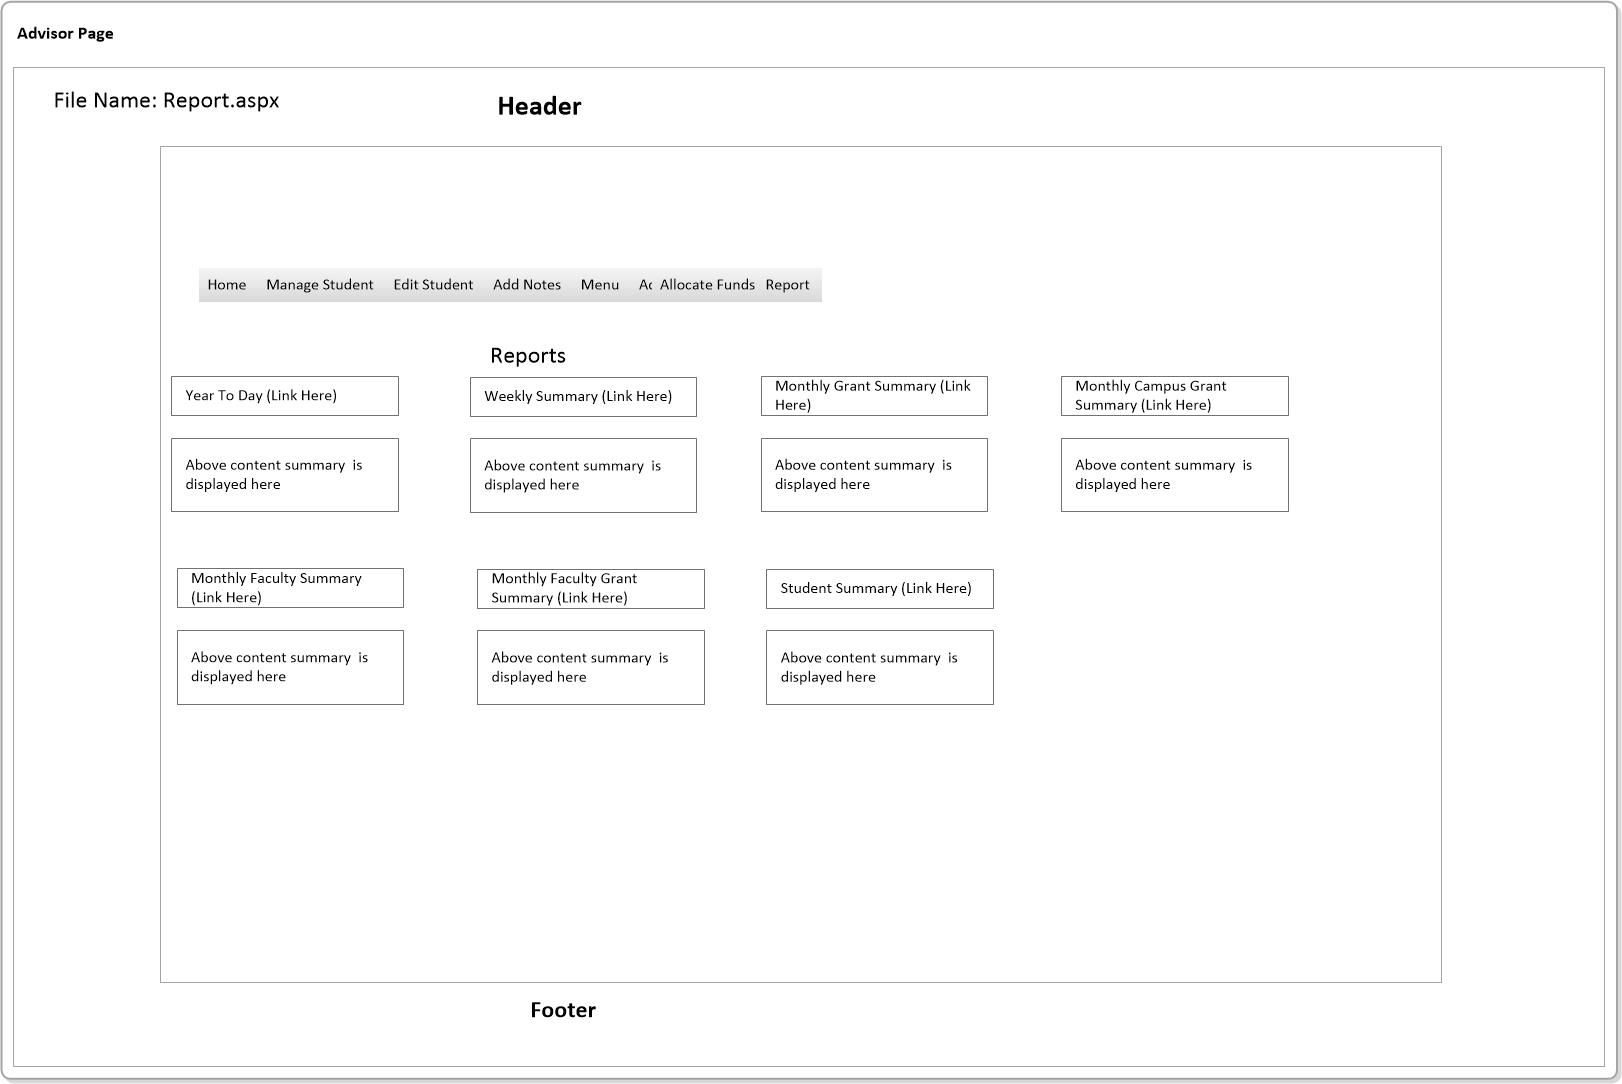 Advisor Page
File Name: Report.aspx
Header
Home Manage Student Edit Student Add Notes Menu Allocate Funds Report
Reports
Year To Day (Link Here)
Weekly Summary (Link Here)
Monthly Grant Summary (Link
Here)
Monthly Campus Grant
Summary (Link Here)
Above content summary  is
displayed here
Above content summary  is
displayed here
Above content summary  is
displayed here
Above content summary  is
displayed here
Monthly Faculty Summary
(Link Here)
Monthly Faculty Grant
Summary (Link Here)
Student Summary (Link Here)
Above content summary  is
displayed here
Above content summary  is
displayed here
Above content summary  is
displayed here
Footer